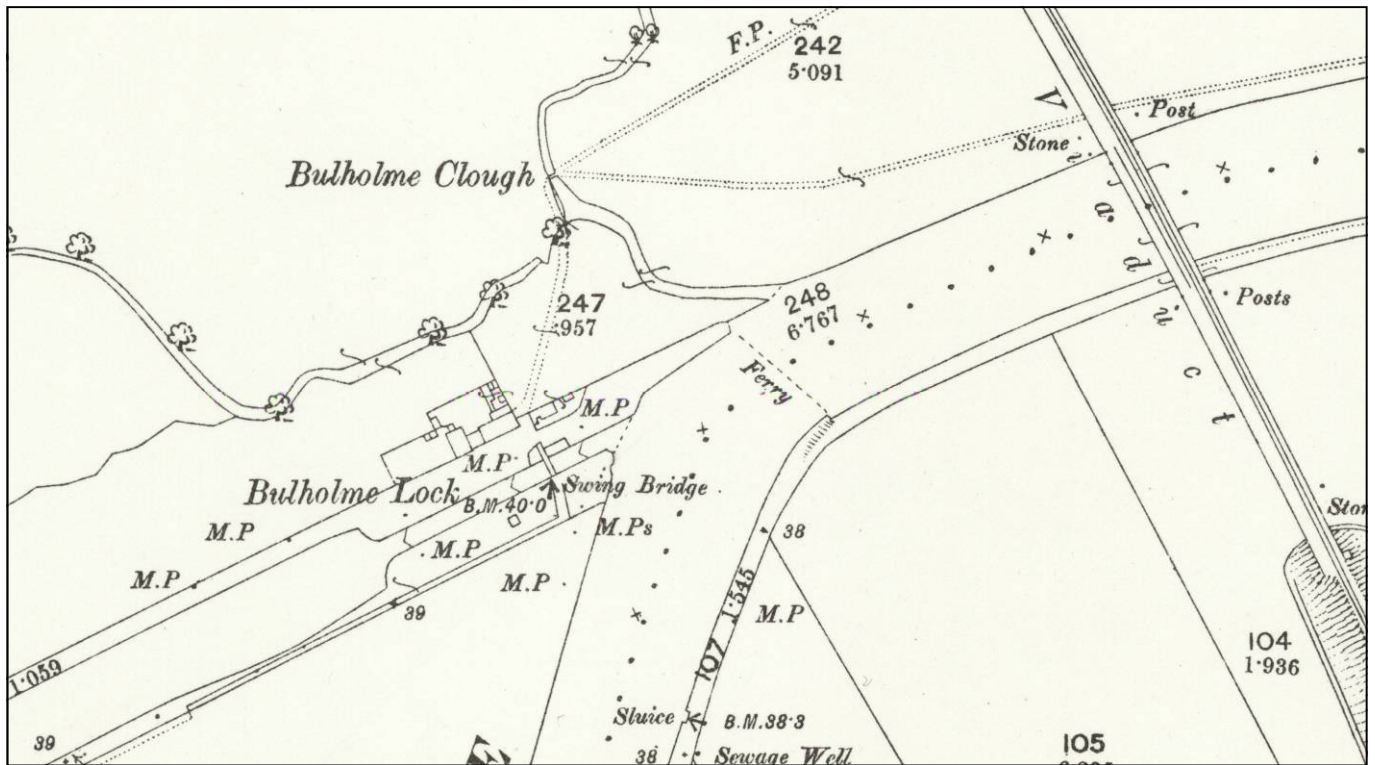 F.P.
242
5·091
Post
Stone
Viaduct
Bulholme Clough
247
·957
248
6·767
Posts
Ferry
M.P
M.P
Bulholme Lock
B.M.40·0
Swing Bridge
M.Ps
M.P
M.P
M.P
M.P
38
39
1·545
107
M.P
104
1·936
1·059
39
Sluice
B.M.38·3
38
Sewage Well
E
105